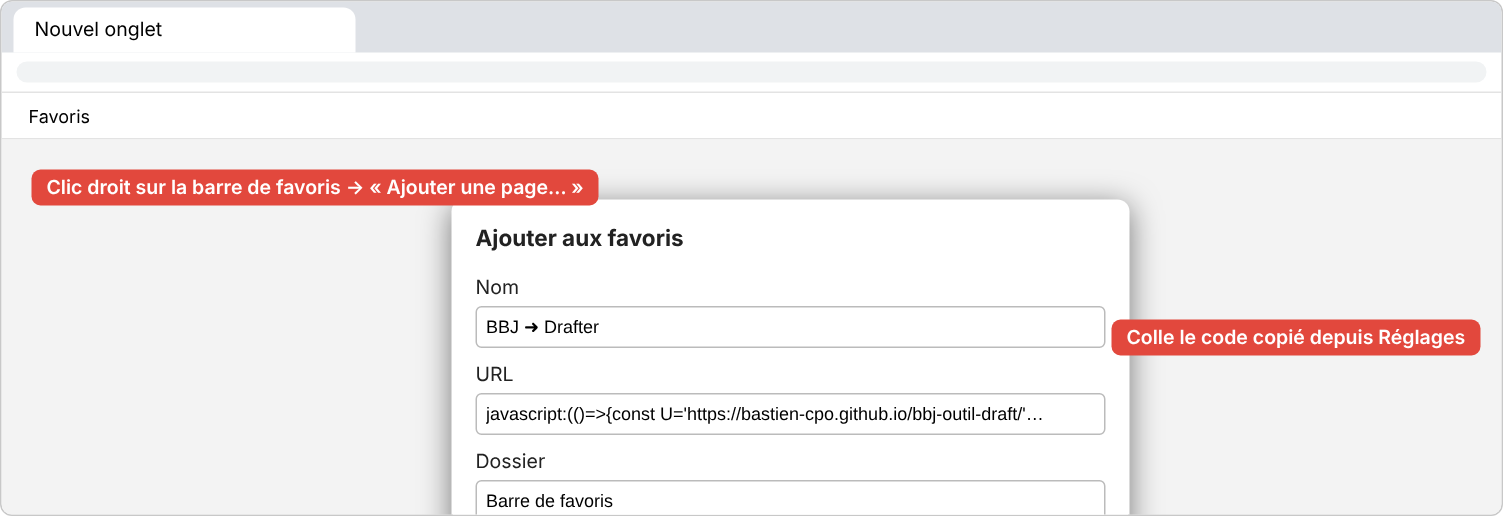 Nouvel onglet
Favoris
Clic droit sur la barre de favoris → « Ajouter une page… »
Ajouter aux favoris
Nom
BBJ ➜ Drafter
Colle le code copié depuis Réglages
URL
javascript:(()=>{const U='https://bastien-cpo.github.io/bbj-outil-draft/'…
Dossier
Barre de favoris